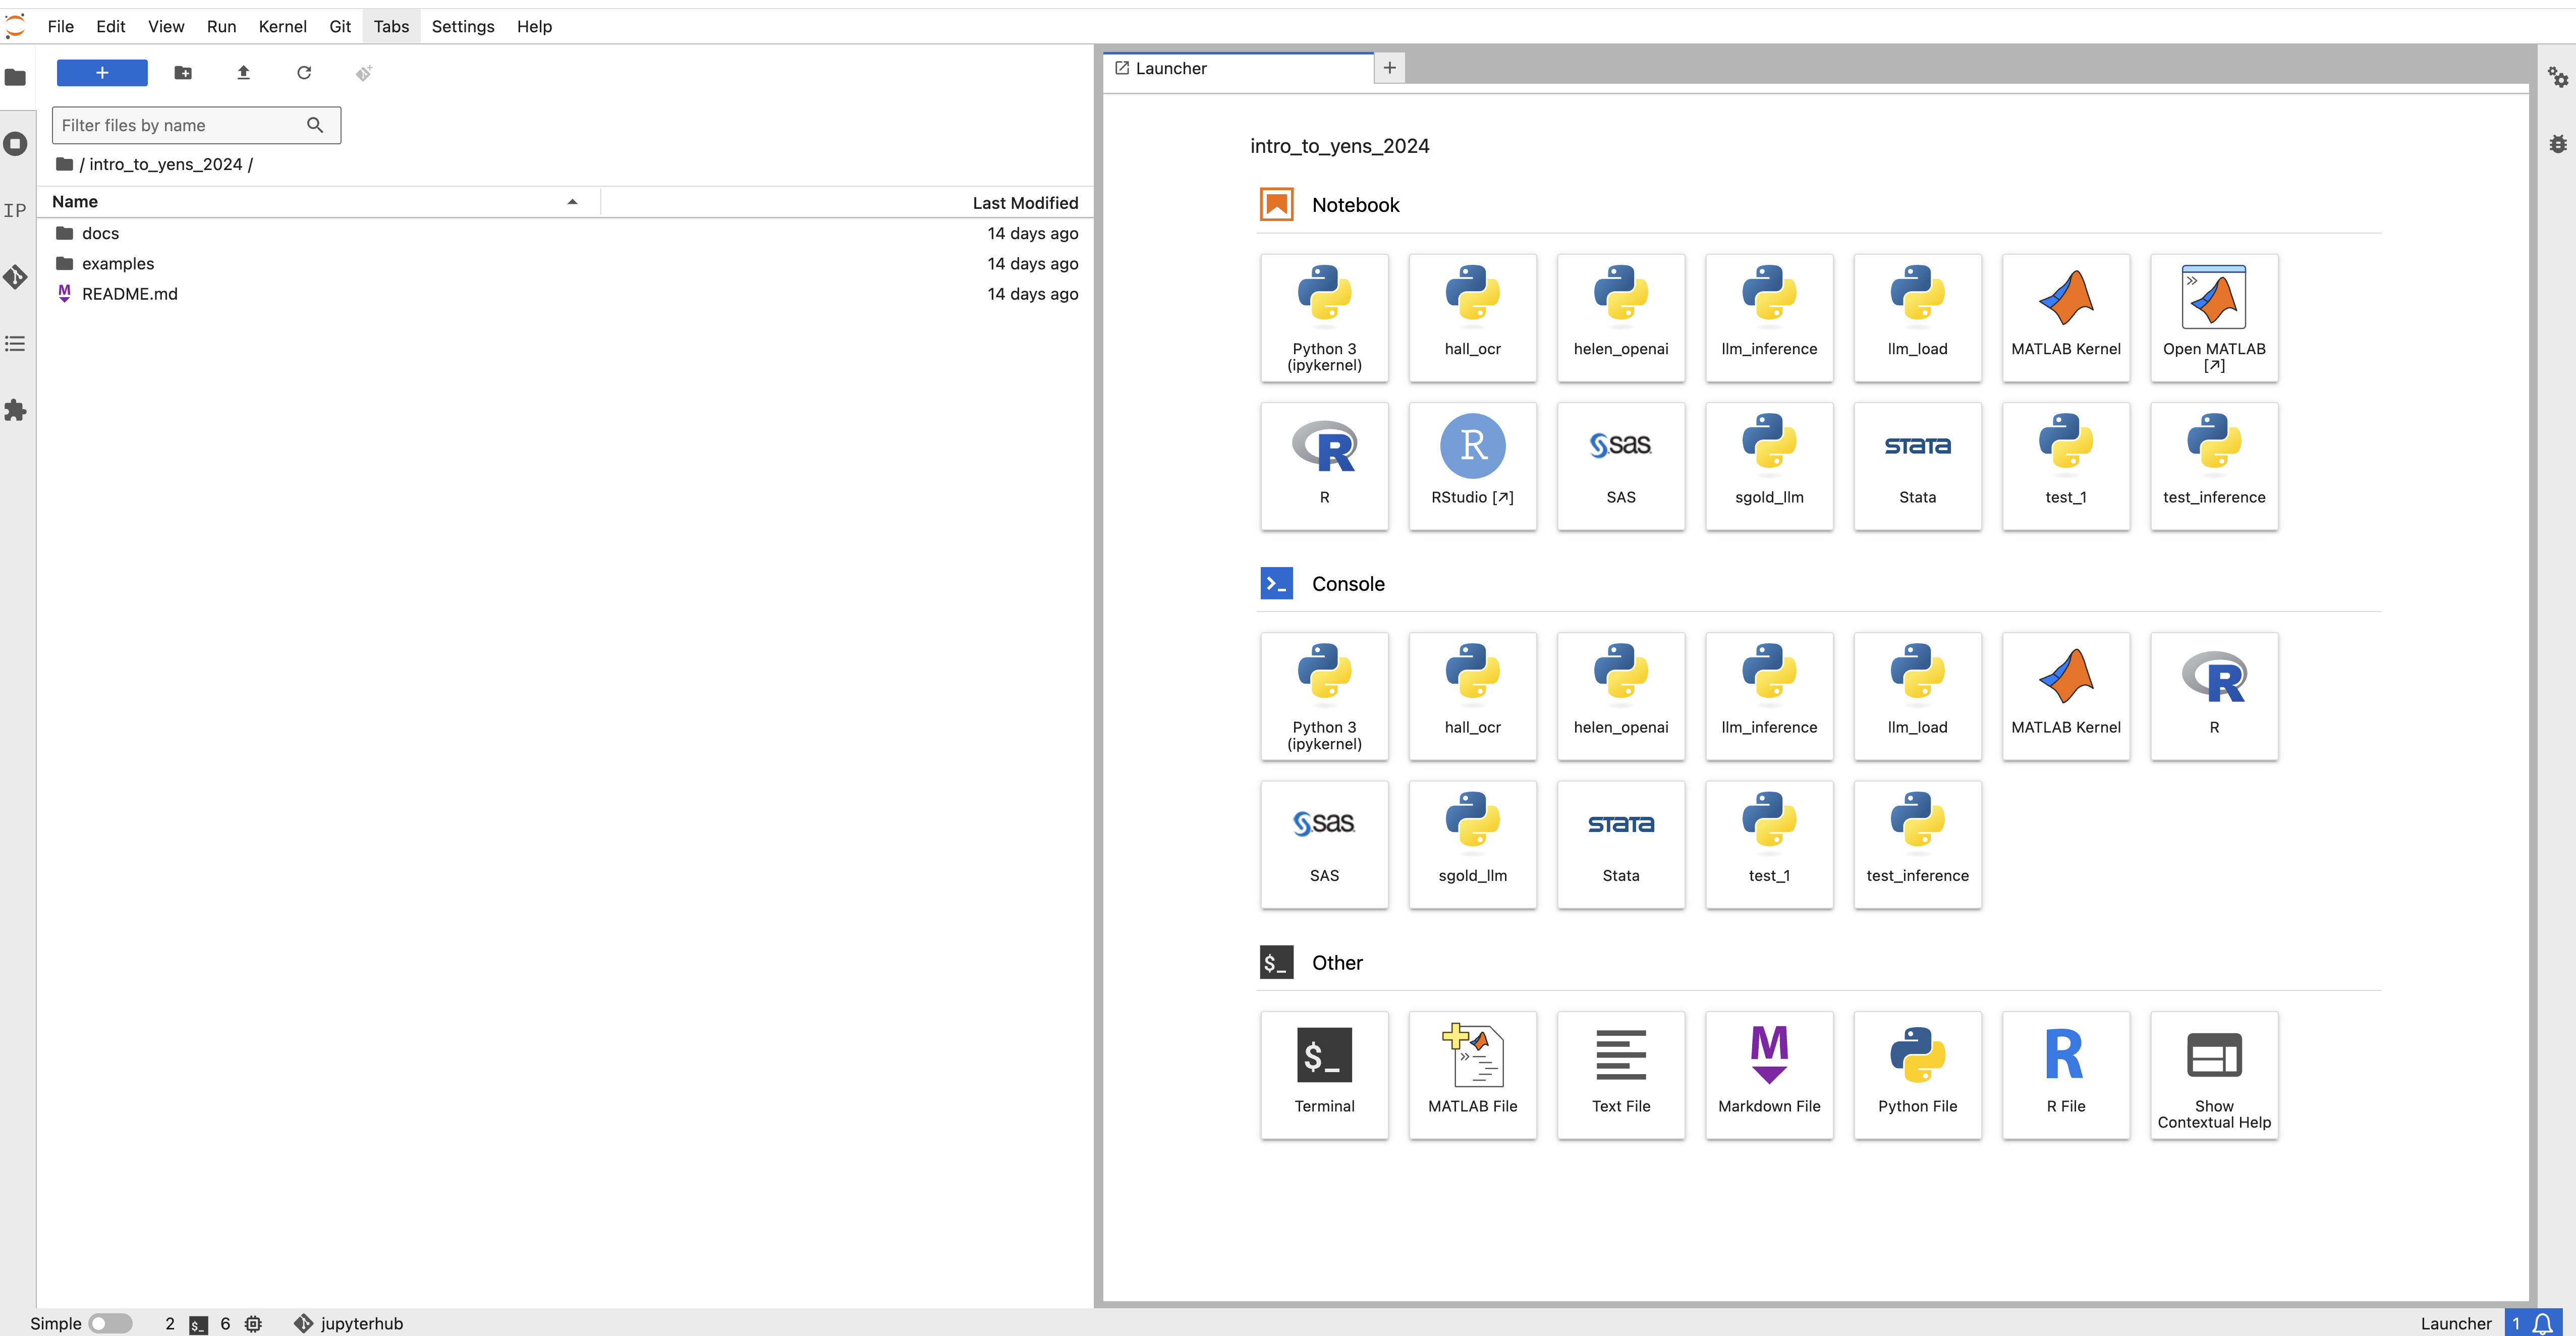 File Edit View Run Kernel Git Tabs Settings Help
Launcher
Filter files by name
/ intro_to_yens_2024 /
Name Last Modified
docs 14 days ago
examples 14 days ago
README.md 14 days ago
IP
intro_to_yens_2024
Notebook
Python 3
(ipykernel)
hall_ocr
helen_openai
llm_inference
llm_load
MATLAB Kernel
Open MATLAB
[↗]
R
RStudio [↗]
SAS
sgold_llm
Stata
test_1
test_inference
Console
Python 3
(ipykernel)
hall_ocr
helen_openai
llm_inference
llm_load
MATLAB Kernel
R
SAS
sgold_llm
Stata
test_1
test_inference
$_ Other
Terminal
MATLAB File
Text File
Markdown File
Python File
R File
Show
Contextual Help
Simple 2 $_ 6 jupyterhub Launcher 1